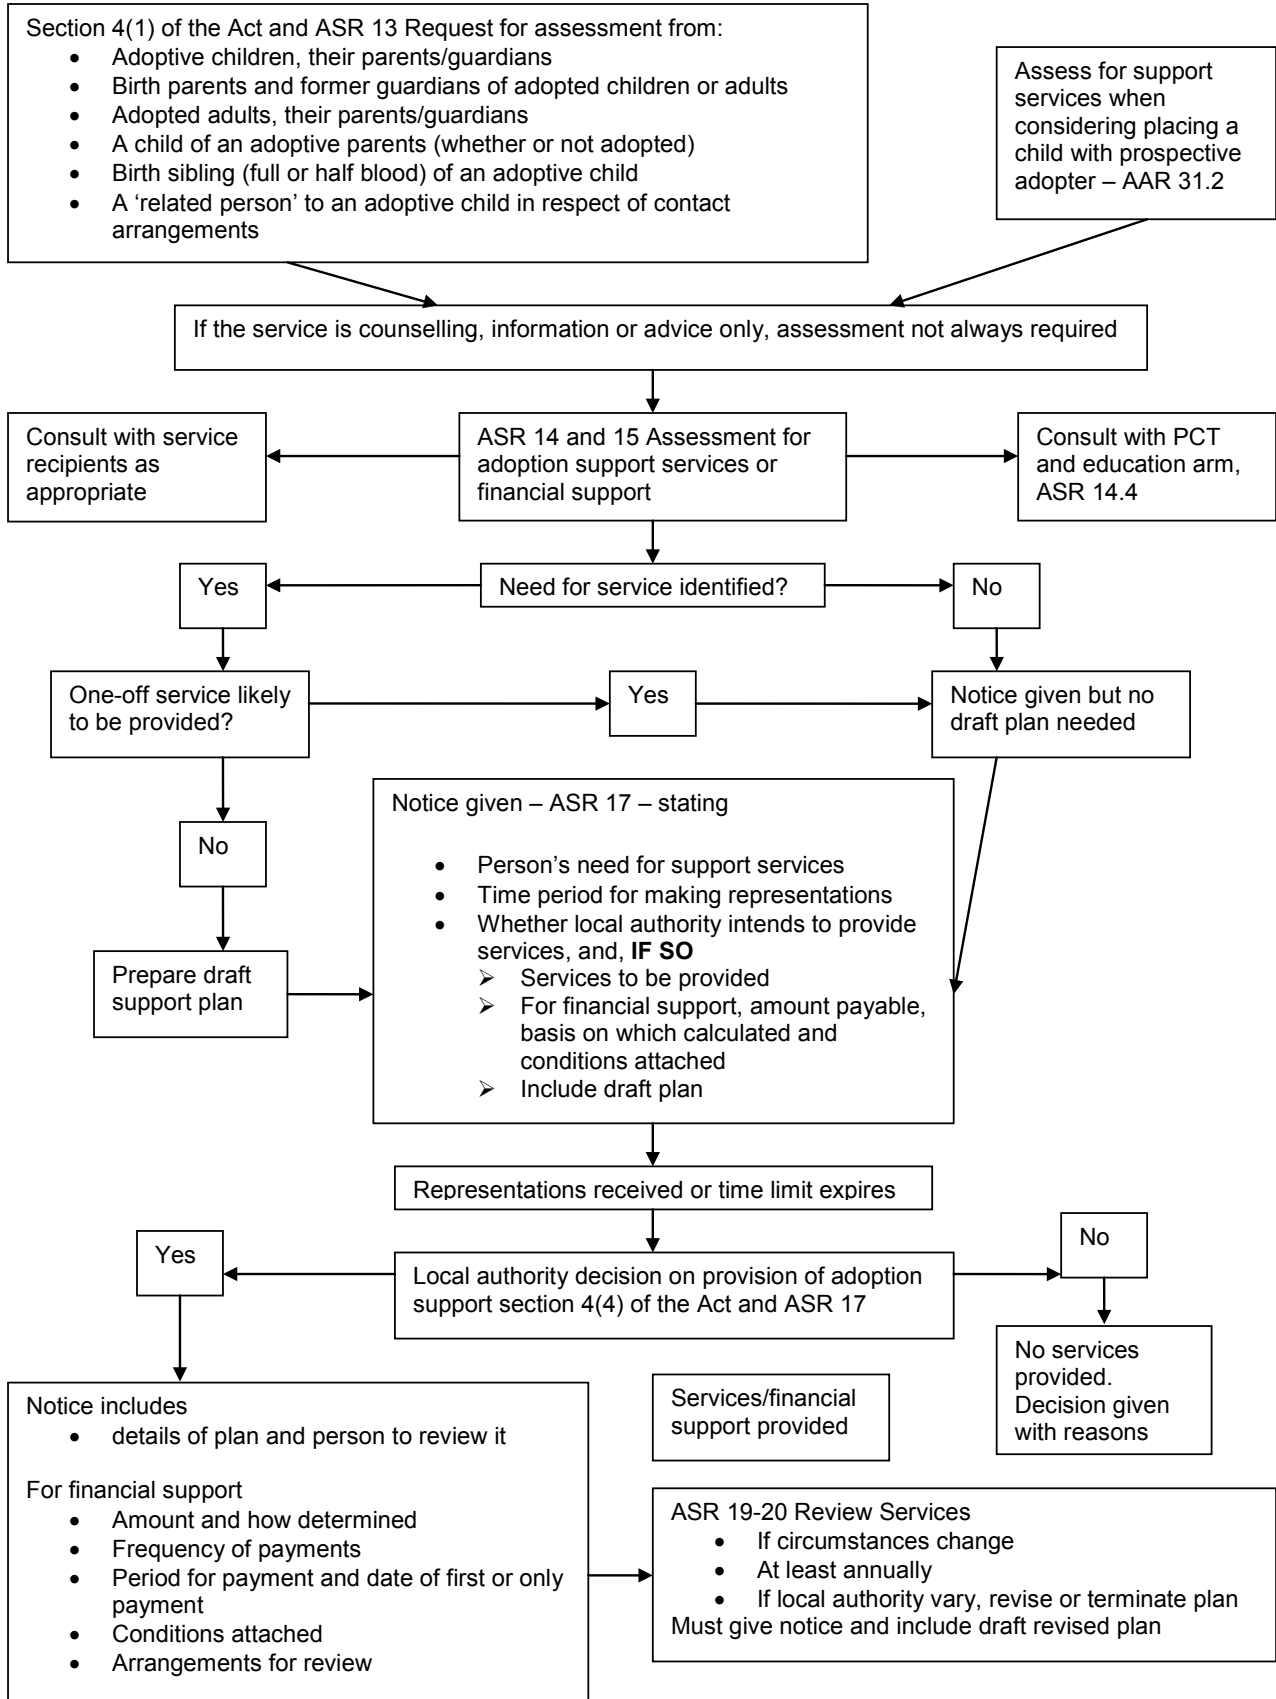 Section 4(1) of the Act and ASR 13 Request for assessment from:
• Adoptive children, their parents/guardians
• Birth parents and former guardians of adopted children or adults
• Adopted adults, their parents/guardians
• A child of an adoptive parents (whether or not adopted)
• Birth sibling (full or half blood) of an adoptive child
• A ‘related person’ to an adoptive child in respect of contact
arrangements
Assess for support
services when
considering placing a
child with prospective
adopter – AAR 31.2
If the service is counselling, information or advice only, assessment not always required
Consult with service
recipients as
appropriate
ASR 14 and 15 Assessment for
adoption support services or
financial support
Consult with PCT
and education arm,
ASR 14.4
Yes
Need for service identified?
No
One-off service likely
to be provided?
Yes
Notice given but no
draft plan needed
No
Prepare draft
support plan
Notice given – ASR 17 – stating
• Person’s need for support services
• Time period for making representations
• Whether local authority intends to provide
services, and, IF SO
➢ Services to be provided
➢ For financial support, amount payable,
basis on which calculated and
conditions attached
➢ Include draft plan
Representations received or time limit expires
Yes
Local authority decision on provision of adoption
support section 4(4) of the Act and ASR 17
No
No services
provided.
Decision given
with reasons
Notice includes
• details of plan and person to review it
For financial support
• Amount and how determined
• Frequency of payments
• Period for payment and date of first or only
payment
• Conditions attached
• Arrangements for review
Services/financial
support provided
ASR 19-20 Review Services
• If circumstances change
• At least annually
• If local authority vary, revise or terminate plan
Must give notice and include draft revised plan